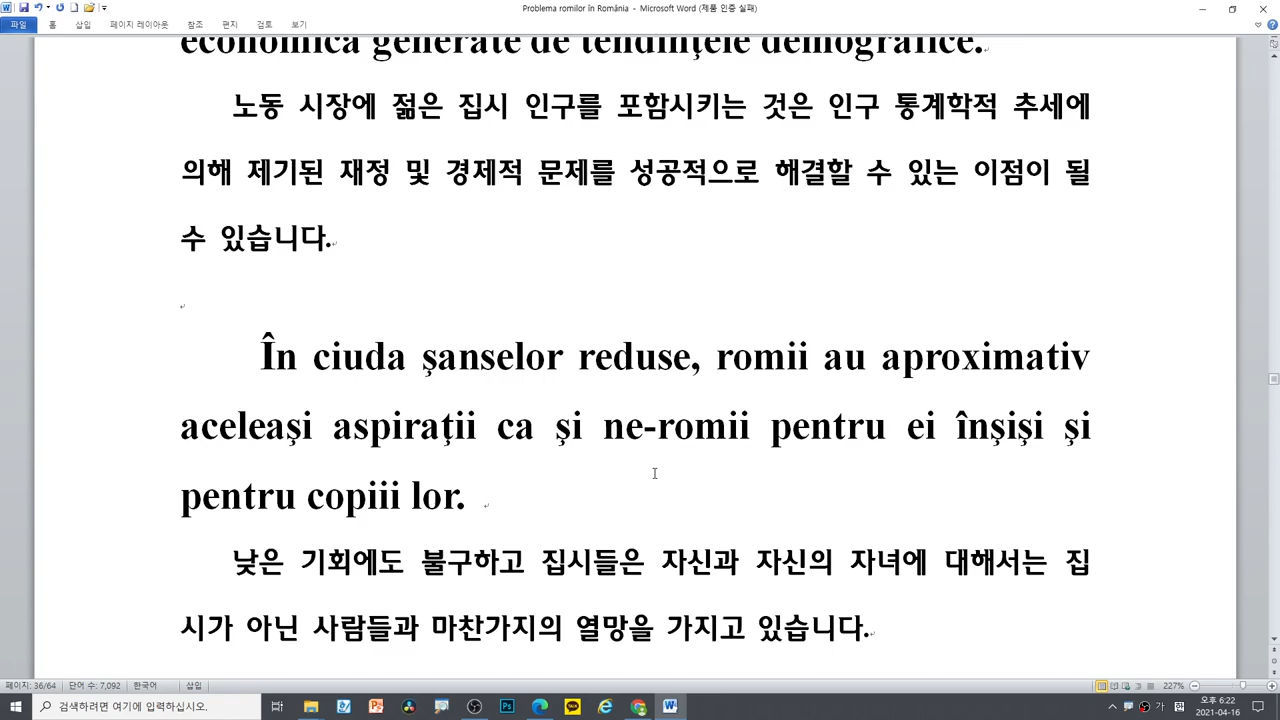 Problema romilor în România - Microsoft Word (제품 인증 실패)
파일 홈 삽입 페이지 레이아웃 참조 편지 검토 보기
economică generate de tendinţele demografice.
노동 시장에 젊은 집시 인구를 포함시키는 것은 인구 통계학적 추세에
의해 제기된 재정 및 경제적 문제를 성공적으로 해결할 수 있는 이점이 될
수 있습니다.
În ciuda şanselor reduse, romii au aproximativ
aceleaşi aspiraţii ca şi ne-romii pentru ei înşişi şi
pentru copiii lor.
낮은 기회에도 불구하고 집시들은 자신과 자신의 자녀에 대해서는 집
시가 아닌 사람들과 마찬가지의 열망을 가지고 있습니다.
페이지: 36/64 단어 수: 7,092 한국어 삽입 227%
검색하려면 여기에 입력하십시오.
가 오후 6:22
2021-04-16